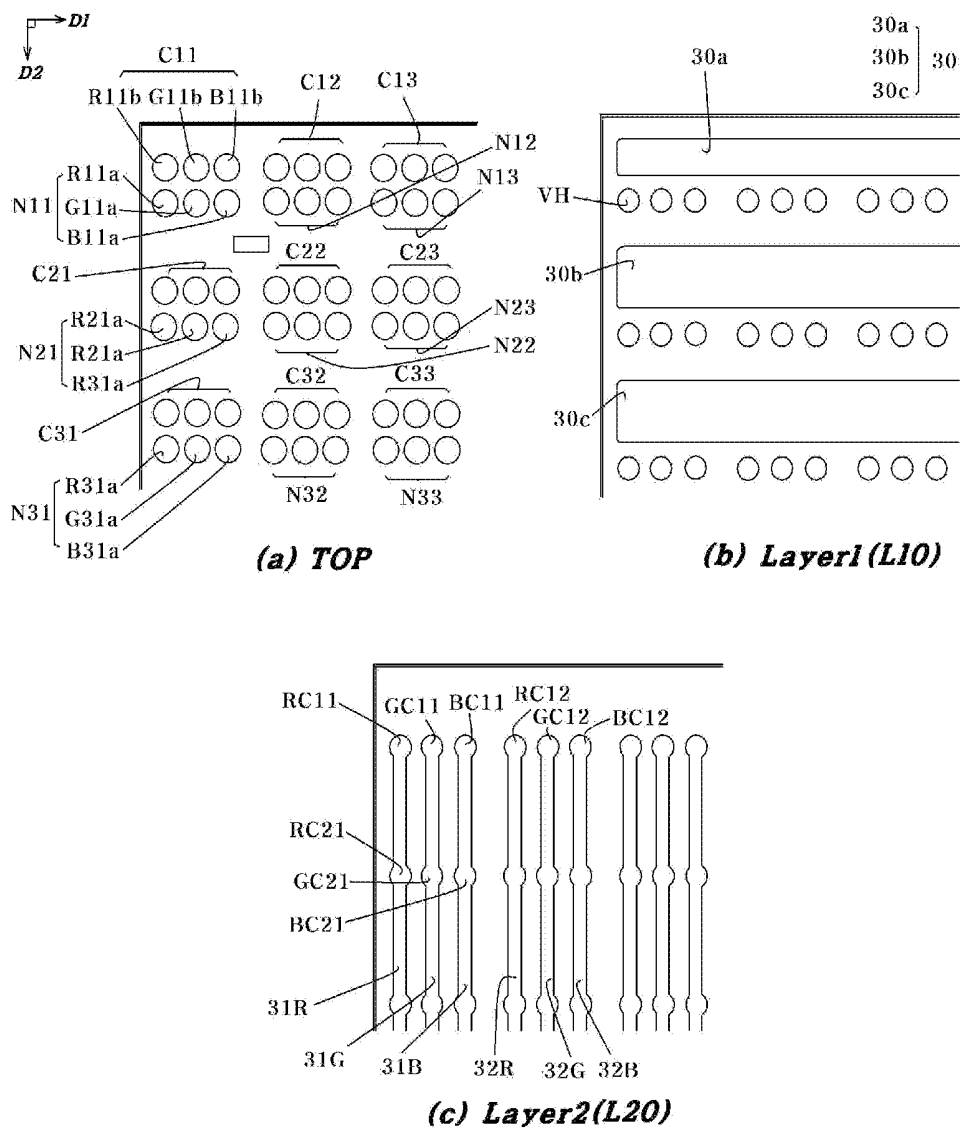 D1
D2
C11
R11b G11b B11b
C12
C13
N12
N13
R11a
N11 G11a
B11a
C21
C22
C23
R21a
N21 R21a
R31a
N23
N22
C32
C33
C31
R31a
N31 G31a
B31a
N32
N33
(a) TOP
30a
30a
30b 30
30c
VH
30b
30c
(b) Layer1(L10)
RC11
GC11
BC11
RC12
GC12
BC12
RC21
GC21
BC21
31R
31G
31B
32R
32G
32B
(c) Layer2(L20)